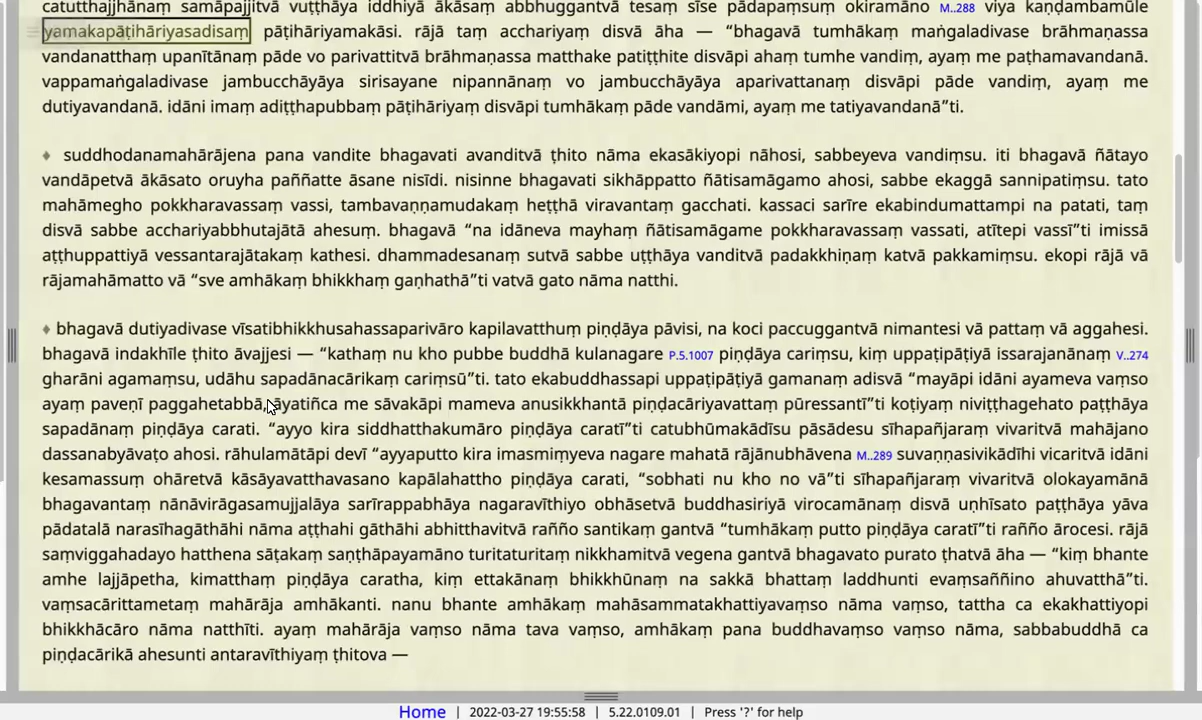 catutthajjhānaṃ samāpajjitvā vuṭṭhāya iddhiyā ākāsaṃ abbhuggantvā tesaṃ sīse pādapaṃsuṃ okiramāno M..288 viya kaṇḍambamūle
yamakapāṭihāriyasadisaṃ pāṭihāriyamakāsi. rājā taṃ acchariyaṃ disvā āha — “bhagavā tumhākaṃ maṅgaladivase brāhmaṇassa
vandanatthaṃ upanītānaṃ pāde vo parivattitvā brāhmaṇassa matthake patiṭṭhite disvāpi ahaṃ tumhe vandiṃ, ayaṃ me paṭhamavandanā.
vappamaṅgaladivase jambucchāyāya sirisayane nipannānaṃ vo jambucchāyāya aparivattanaṃ disvāpi pāde vandiṃ, ayaṃ me
dutiyavandanā. idāni imaṃ adiṭṭhapubbaṃ pāṭihāriyaṃ disvāpi tumhākaṃ pāde vandāmi, ayaṃ me tatiyavandanā”ti.
♦ suddhodanamahārājena pana vandite bhagavati avanditvā ṭhito nāma ekasākiyopi nāhosi, sabbeyeva vandiṃsu. iti bhagavā ñātayo
vandāpetvā ākāsato oruyha paññatte āsane nisīdi. nisinne bhagavati sikhāppatto ñātisamāgamo ahosi, sabbe ekaggā sannipatiṃsu. tato
mahāmegho pokkharavassaṃ vassi, tambavaṇṇamudakaṃ heṭṭhā viravantaṃ gacchati. kassaci sarīre ekabindumattampi na patati, taṃ
disvā sabbe acchariyabbhutajātā ahesuṃ. bhagavā “na idāneva mayhaṃ ñātisamāgame pokkharavassaṃ vassati, atītepi vassī”ti imissā
aṭṭhuppattiyā vessantarajātakaṃ kathesi. dhammadesanaṃ sutvā sabbe uṭṭhāya vanditvā padakkhiṇaṃ katvā pakkamiṃsu. ekopi rājā vā
rājamahāmatto vā “sve amhākaṃ bhikkhaṃ gaṇhathā”ti vatvā gato nāma natthi.
♦ bhagavā dutiyadivase vīsatibhikkhusahassaparivāro kapilavatthuṃ piṇḍāya pāvisi, na koci paccuggantvā nimantesi vā pattaṃ vā aggahesi.
bhagavā indakhīle ṭhito āvajjesi — “kathaṃ nu kho pubbe buddhā kulanagare P.5.1007 piṇḍāya cariṃsu, kiṃ uppaṭipāṭiyā issarajanānaṃ V..274
gharāni agamaṃsu, udāhu sapadānacārikaṃ cariṃsū”ti. tato ekabuddhassapi uppaṭipāṭiyā gamanaṃ adisvā “mayāpi idāni ayameva vaṃso
ayaṃ paveṇī paggahetabbā, āyatiñca me sāvakāpi mameva anusikkhantā piṇḍacāriyavattaṃ pūressantī”ti koṭiyaṃ niviṭṭhagehato paṭṭhāya
sapadānaṃ piṇḍāya carati. “ayyo kira siddhatthakumāro piṇḍāya caratī”ti catubhūmakādīsu pāsādesu sīhapañjaraṃ vivaritvā mahājano
dassanabyāvaṭo ahosi. rāhulamātāpi devī “ayyaputto kira imasmiṃyeva nagare mahatā rājānubhāvena M..289 suvaṇṇasivikādīhi vicaritvā idāni
kesamassuṃ ohāretvā kāsāyavatthavasano kapālahattho piṇḍāya carati, “sobhati nu kho no vā”ti sīhapañjaraṃ vivaritvā olokayamānā
bhagavantaṃ nānāvirāgasamujjalāya sarīrappabhāya nagaravīthiyo obhāsetvā buddhasiriyā virocamānaṃ disvā uṇhīsato paṭṭhāya yāva
pādatalā narasīhagāthāhi nāma aṭṭhahi gāthāhi abhitthavitvā rañño santikaṃ gantvā “tumhākaṃ putto piṇḍāya caratī”ti rañño ārocesi. rājā
saṃviggahadayo hatthena sāṭakaṃ saṇṭhāpayamāno turitaturitaṃ nikkhamitvā vegena gantvā bhagavato purato ṭhatvā āha — “kiṃ bhante
amhe lajjāpetha, kimatthaṃ piṇḍāya caratha, kiṃ ettakānaṃ bhikkhūnaṃ na sakkā bhattaṃ laddhunti evaṃsaññino ahuvatthā”ti.
vaṃsacārittametaṃ mahārāja amhākanti. nanu bhante amhākaṃ mahāsammatakhattiyavaṃso nāma vaṃso, tattha ca ekakhattiyopi
bhikkhācāro nāma natthīti. ayaṃ mahārāja vaṃso nāma tava vaṃso, amhākaṃ pana buddhavaṃso vaṃso nāma, sabbabuddhā ca
piṇḍacārikā ahesunti antaravīthiyaṃ ṭhitova —
Home | 2022-03-27 19:55:58 | 5.22.0109.01 | Press '?' for help